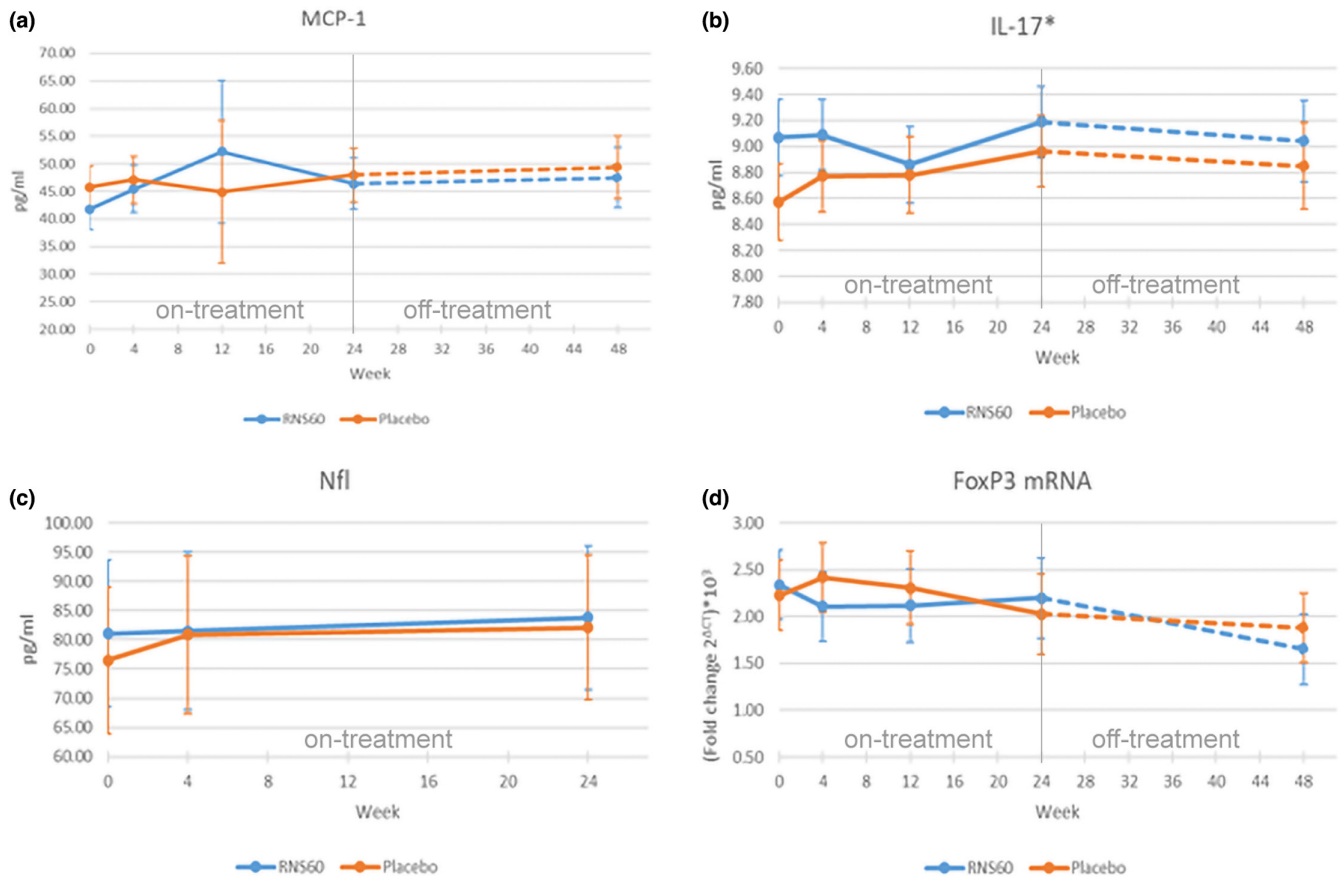 (a)
MCP-1
70.00
65.00
60.00
55.00
50.00
45.00
40.00
35.00
30.00
25.00
20.00
pg/ml
on-treatment off-treatment
0 4 8 12 16 20 24 28 32 36 40 44 48
Week
RNS60 Placebo
(b)
IL-17*
9.60
9.40
9.20
9.00
8.80
8.60
8.40
8.20
8.00
7.80
pg/ml
on-treatment off-treatment
0 4 8 12 16 20 24 28 32 36 40 44 48
Week
RNS60 Placebo
(c)
Nfl
100.00
95.00
90.00
85.00
80.00
75.00
70.00
65.00
60.00
pg/ml
on-treatment
0 4 8 12 16 20 24
Week
RNS60 Placebo
(d)
FoxP3 mRNA
3.00
2.50
2.00
1.50
1.00
0.50
(Fold change 2^ΔCT)*10³
on-treatment off-treatment
0 4 8 12 16 20 24 28 32 36 40 44 48
Week
RNS60 Placebo